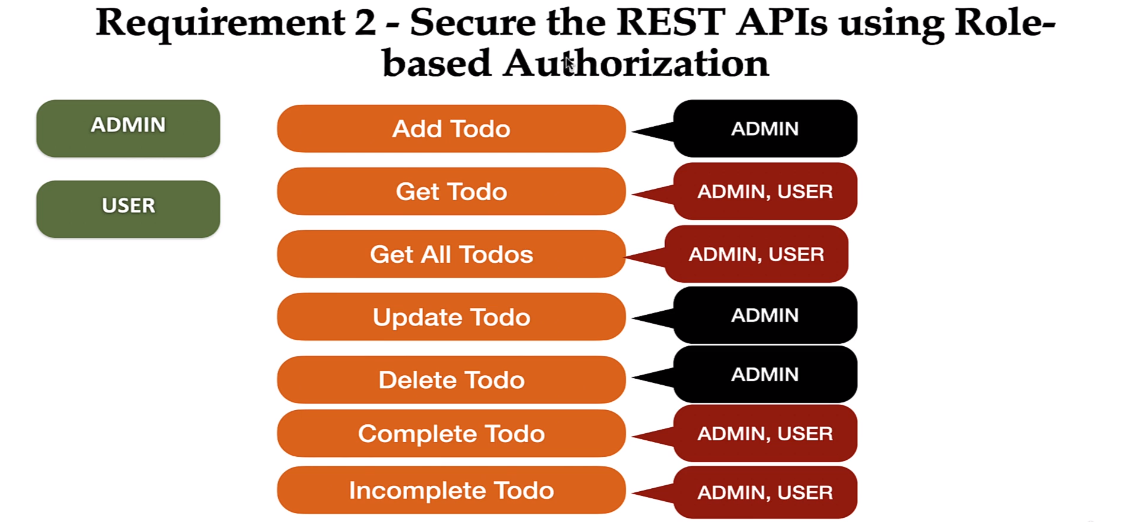 Requirement 2 - Secure the REST APIs using Role-
based Authorization
ADMIN
USER
Add Todo
ADMIN
Get Todo
ADMIN, USER
Get All Todos
ADMIN, USER
Update Todo
ADMIN
Delete Todo
ADMIN
Complete Todo
ADMIN, USER
Incomplete Todo
ADMIN, USER